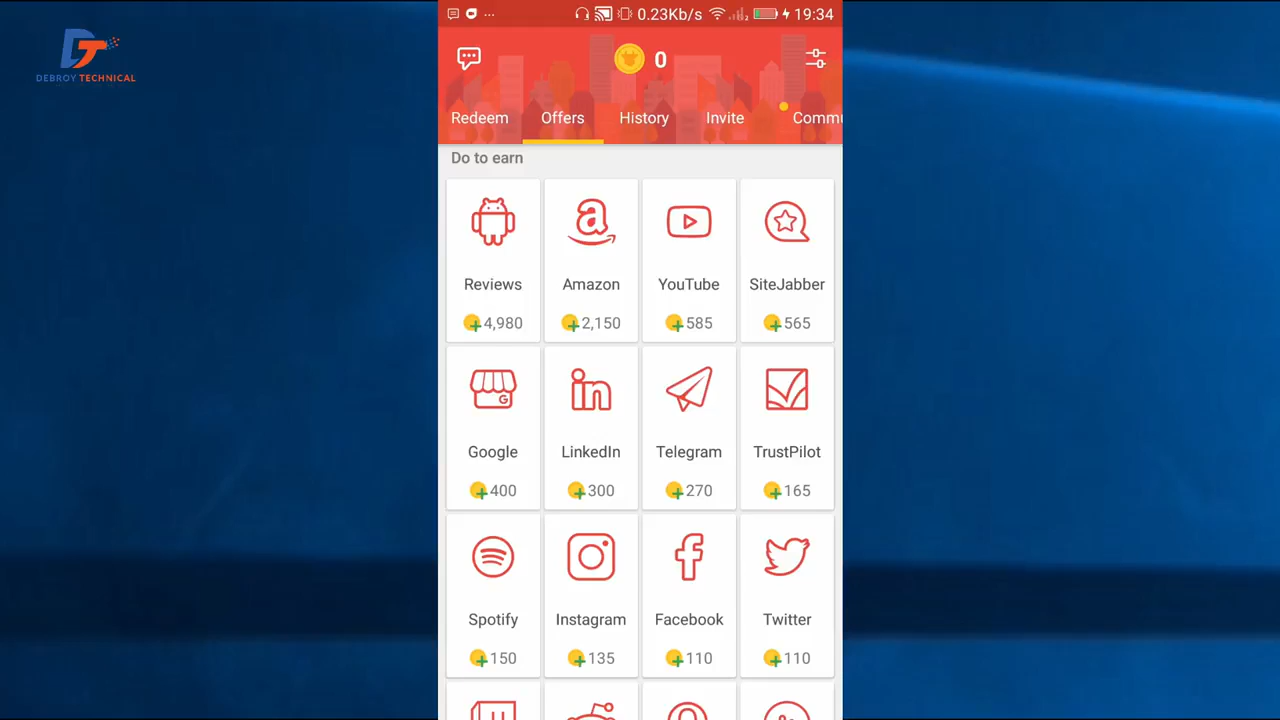 DEBROY TECHNICAL
... 0.23Kb/s 19:34
0
Redeem Offers History Invite Commu
Do to earn
Reviews Amazon YouTube SiteJabber
4,980 2,150 585 565
Google LinkedIn Telegram TrustPilot
400 300 270 165
Spotify Instagram Facebook Twitter
150 135 110 110